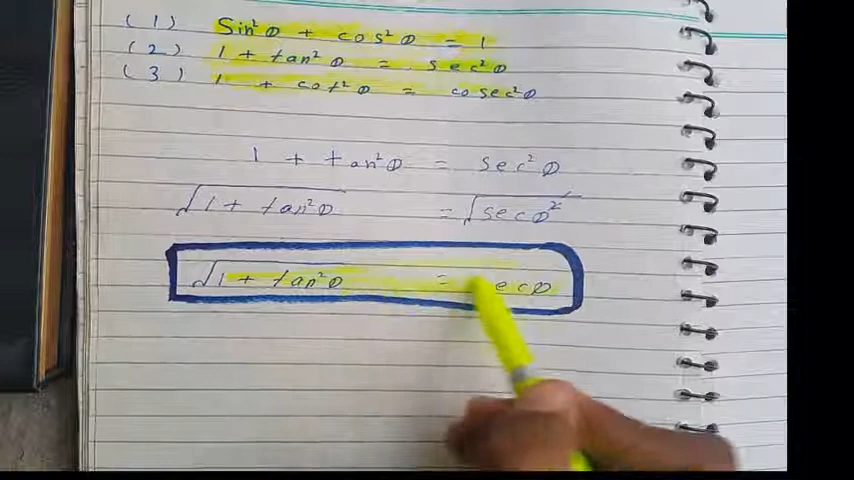 (1) Sin²θ + cos²θ = 1
(2) 1 + tan²θ = sec²θ
(3) 1 + cot²θ = cosec²θ
1 + tan²θ = sec²θ
√1 + tan²θ = √secθ²
√1 + tan²θ = ecθ